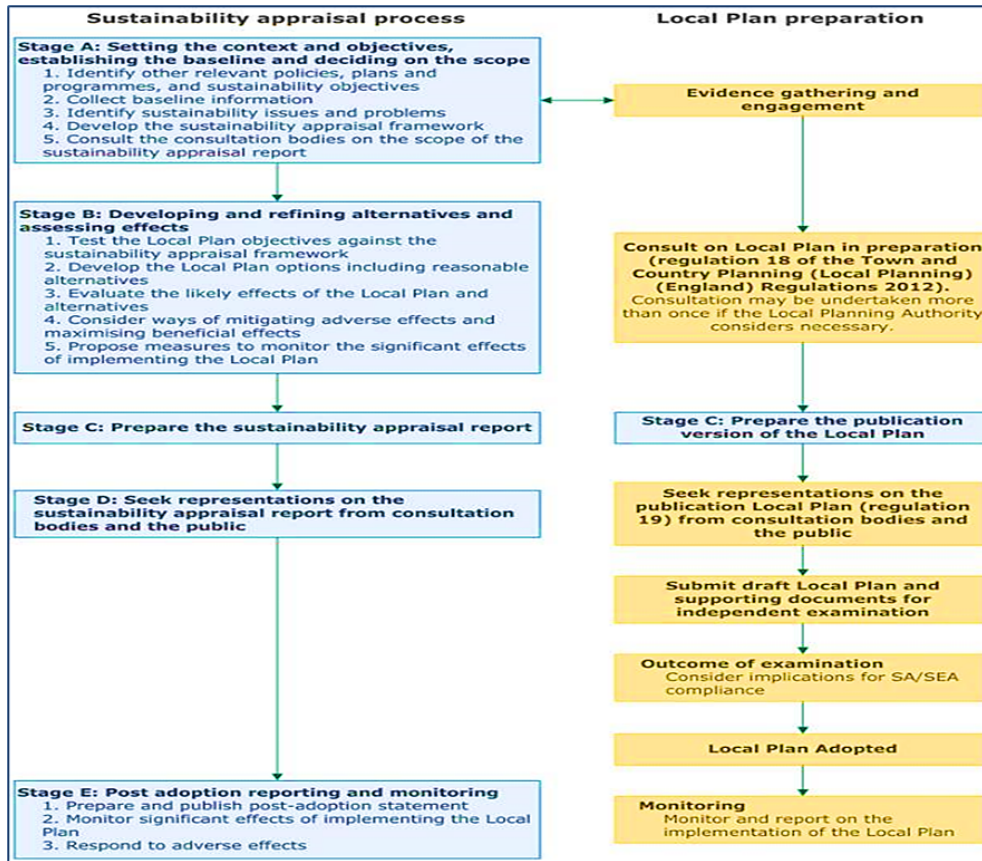 Sustainability appraisal process
Stage A: Setting the context and objectives,
establishing the baseline and deciding on the scope
1. Identify other relevant policies, plans and
programmes, and sustainability objectives
2. Collect baseline information
3. Identify sustainability issues and problems
4. Develop the sustainability appraisal framework
5. Consult the consultation bodies on the scope of the
sustainability appraisal report
Stage B: Developing and refining alternatives and
assessing effects
1. Test the Local Plan objectives against the
sustainability appraisal framework
2. Develop the Local Plan options including reasonable
alternatives
3. Evaluate the likely effects of the Local Plan and
alternatives
4. Consider ways of mitigating adverse effects and
maximising beneficial effects
5. Propose measures to monitor the significant effects
of implementing the Local Plan
Stage C: Prepare the sustainability appraisal report
Stage D: Seek representations on the
sustainability appraisal report from consultation
bodies and the public
Stage E: Post adoption reporting and monitoring
1. Prepare and publish post-adoption statement
2. Monitor significant effects of implementing the Local
Plan
3. Respond to adverse effects
Local Plan preparation
Evidence gathering and
engagement
Consult on Local Plan in preparation
(regulation 18 of the Town and
Country Planning (Local Planning)
(England) Regulations 2012).
Consultation may be undertaken more
than once if the Local Planning Authority
considers necessary.
Stage C: Prepare the publication
version of the Local Plan
Seek representations on the
publication Local Plan (regulation
19) from consultation bodies and
the public
Submit draft Local Plan and
supporting documents for
independent examination
Outcome of examination
Consider implications for SA/SEA
compliance
Local Plan Adopted
Monitoring
Monitor and report on the
implementation of the Local Plan